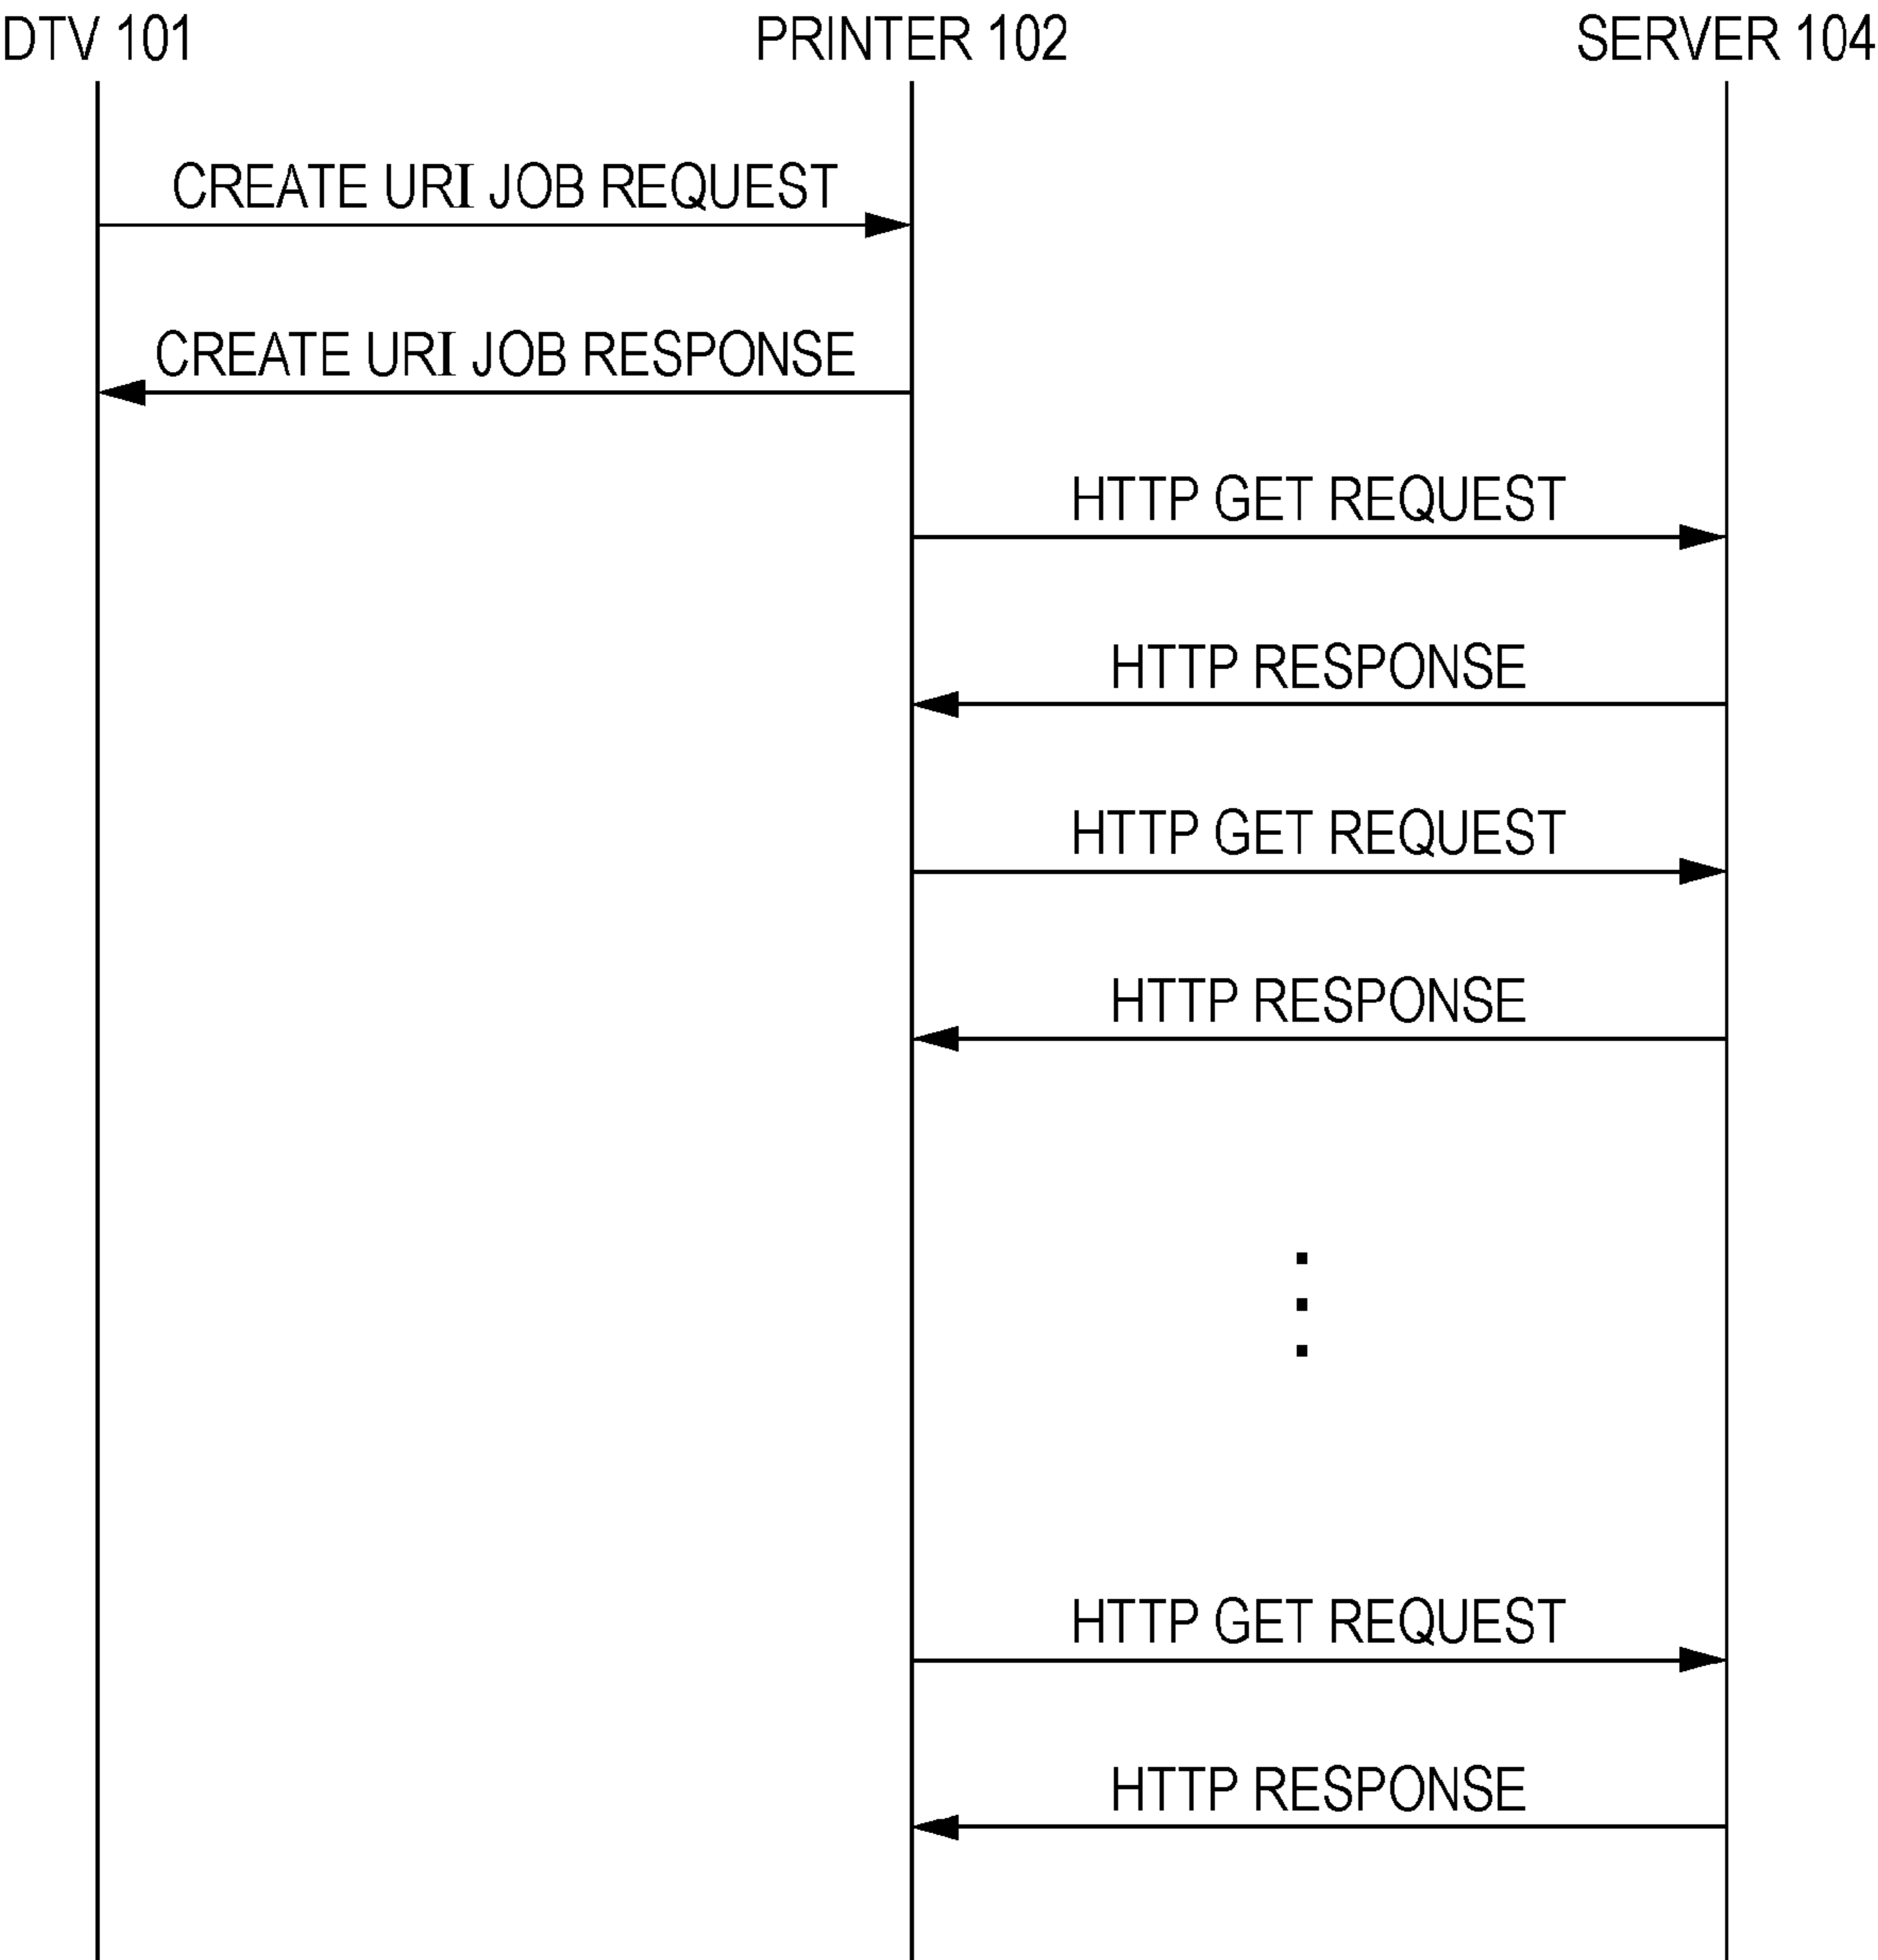 DTV 101 PRINTER 102 SERVER 104
CREATE URI JOB REQUEST
CREATE URI JOB RESPONSE
HTTP GET REQUEST
HTTP RESPONSE
HTTP GET REQUEST
HTTP RESPONSE
HTTP GET REQUEST
HTTP RESPONSE